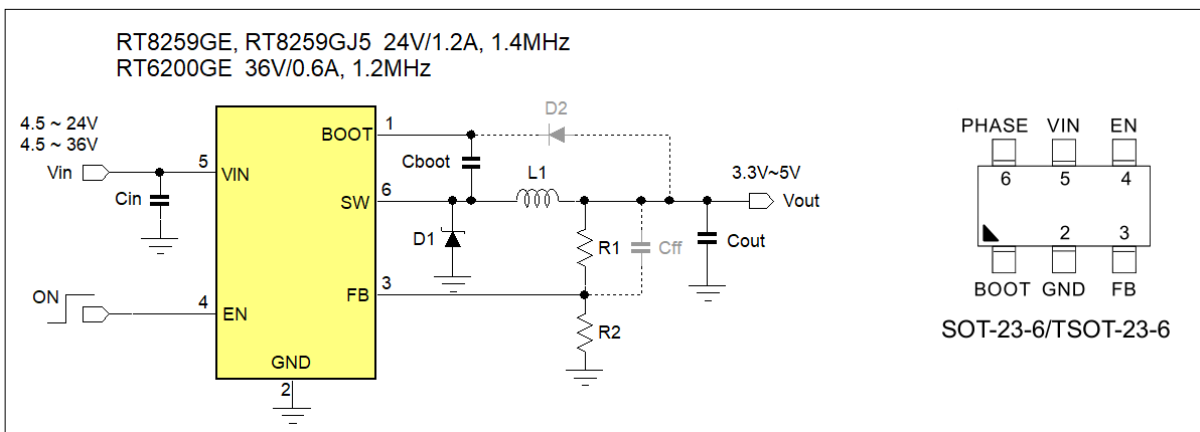 RT8259GE, RT8259GJ5 24V/1.2A, 1.4MHz
RT6200GE 36V/0.6A, 1.2MHz
4.5 ~ 24V
4.5 ~ 36V
Vin
Cin
5
VIN
BOOT
1
D2
Cboot
SW
6
L1
3.3V~5V
Vout
D1
R1
Cff
Cout
FB
3
ON
4
EN
R2
GND
2
PHASE VIN EN
6 5 4
2 3
BOOT GND FB
SOT-23-6/TSOT-23-6